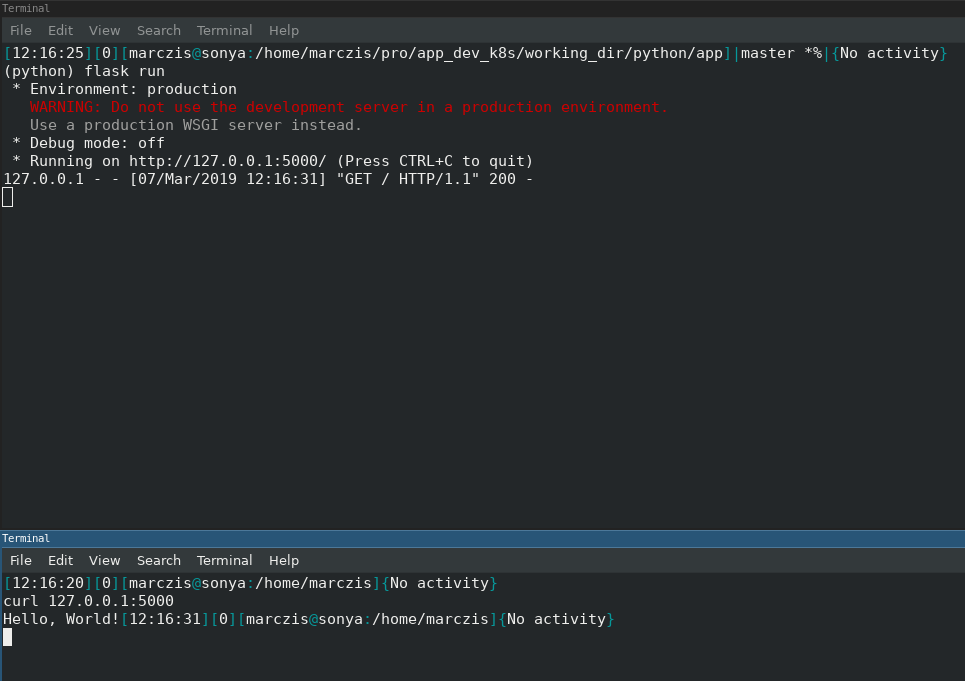 Terminal
File Edit View Search Terminal Help
[12:16:25][0][marczis@sonya:/home/marczis/pro/app_dev_k8s/working_dir/python/app]|master *%|{No activity}
(python) flask run
 * Environment: production
   WARNING: Do not use the development server in a production environment.
   Use a production WSGI server instead.
 * Debug mode: off
 * Running on http://127.0.0.1:5000/ (Press CTRL+C to quit)
127.0.0.1 - - [07/Mar/2019 12:16:31] "GET / HTTP/1.1" 200 -
Terminal
File Edit View Search Terminal Help
[12:16:20][0][marczis@sonya:/home/marczis]{No activity}
curl 127.0.0.1:5000
Hello, World![12:16:31][0][marczis@sonya:/home/marczis]{No activity}